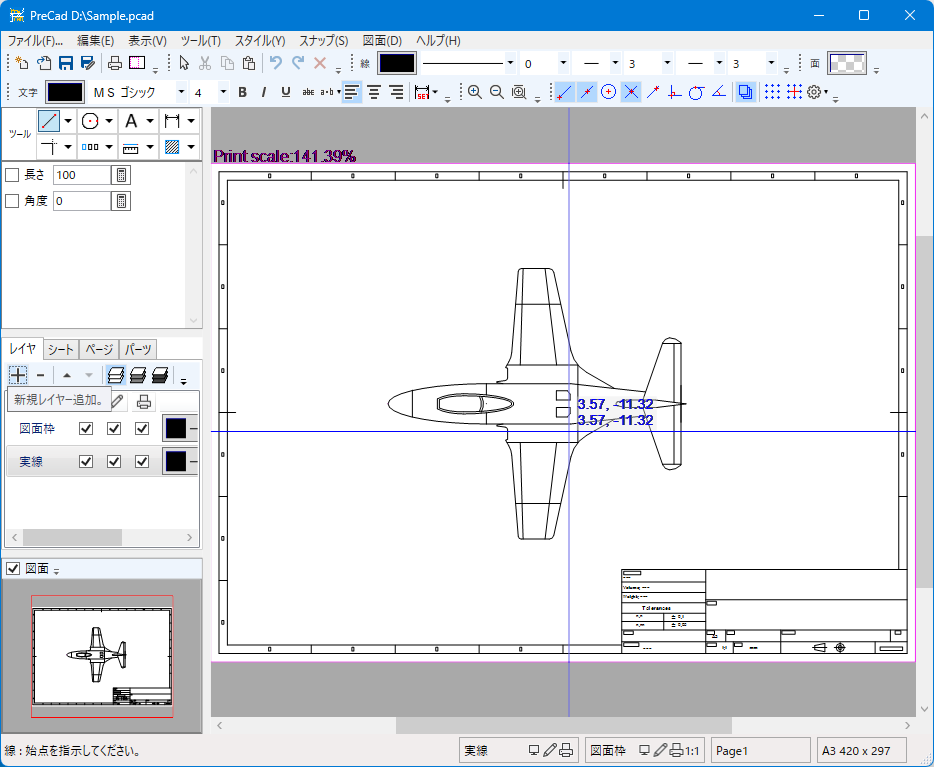 PreCad D:\Sample.pcad
ファイル(F)... 編集(E) 表示(V) ツール(T) スタイル(Y) スナップ(S) 図面(D) ヘルプ(H)
線 0 3 3 面
文字 ＭＳ ゴシック 4 B I U abc a·b SET
ツール A
Print scale:141.39%
長さ 100
角度 0
3.57, -11.32
3.57, -11.32
レイヤ シート ページ パーツ
新規レイヤー追加。
図面枠
実線
図面
Tolerances
線 : 始点を指示してください。
実線 図面枠 1:1 Page1 A3 420 x 297